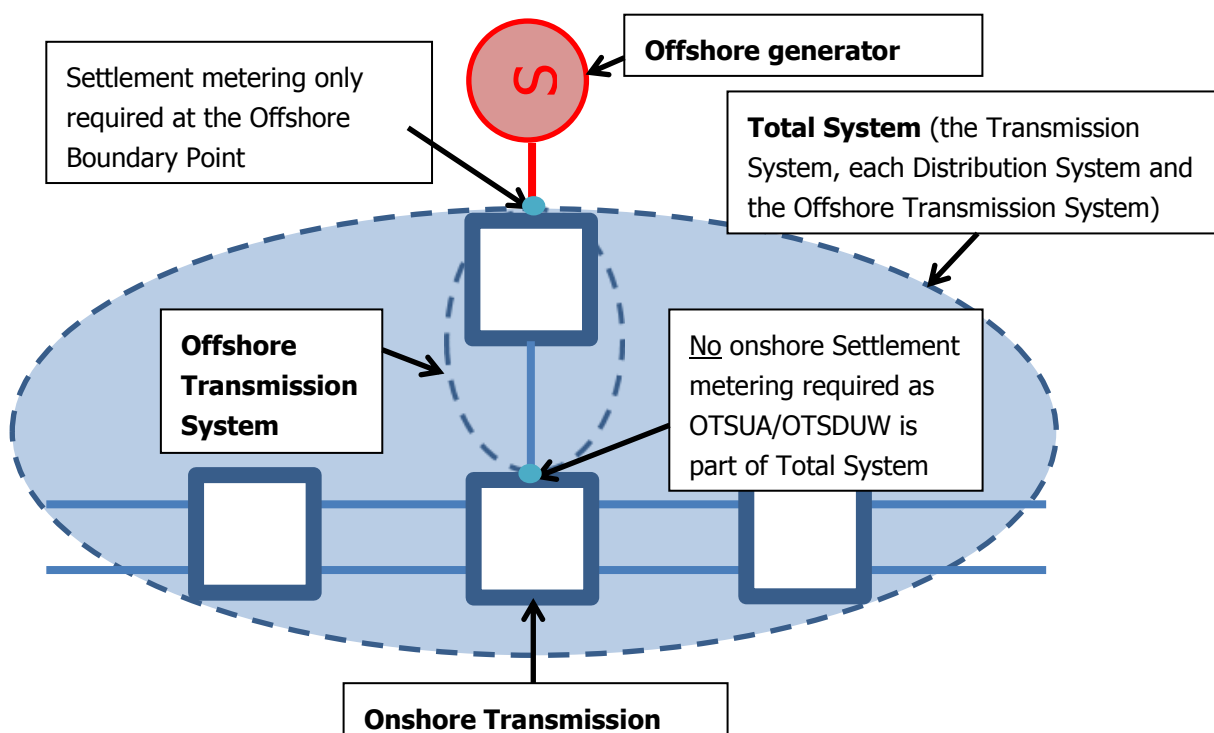 Settlement metering only
required at the Offshore
Boundary Point
S
Offshore generator
Total System (the Transmission
System, each Distribution System and
the Offshore Transmission System)
Offshore
Transmission
System
No onshore Settlement
metering required as
OTSUA/OTSDUW is
part of Total System
Onshore Transmission